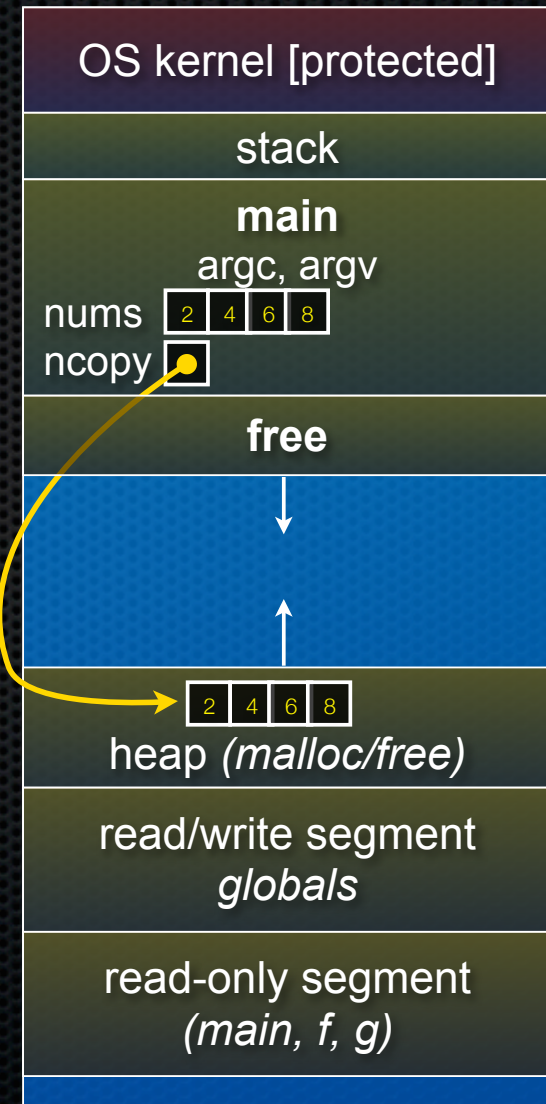 OS kernel [protected]
stack
main
argc, argv
nums 2 4 6 8
ncopy
free
2 4 6 8
heap (malloc/free)
read/write segment
globals
read-only segment
(main, f, g)